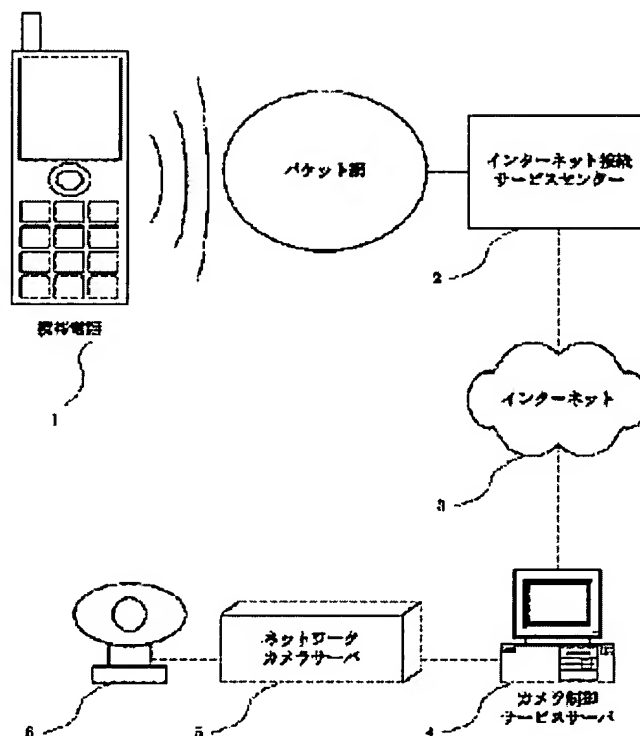 パケット網
インターネット接続
サービスセンター
2
携帯電話
1
インターネット
3
ネットワーク
カメラサーバ
カメラ制御
サービスサーバ
6
5
4